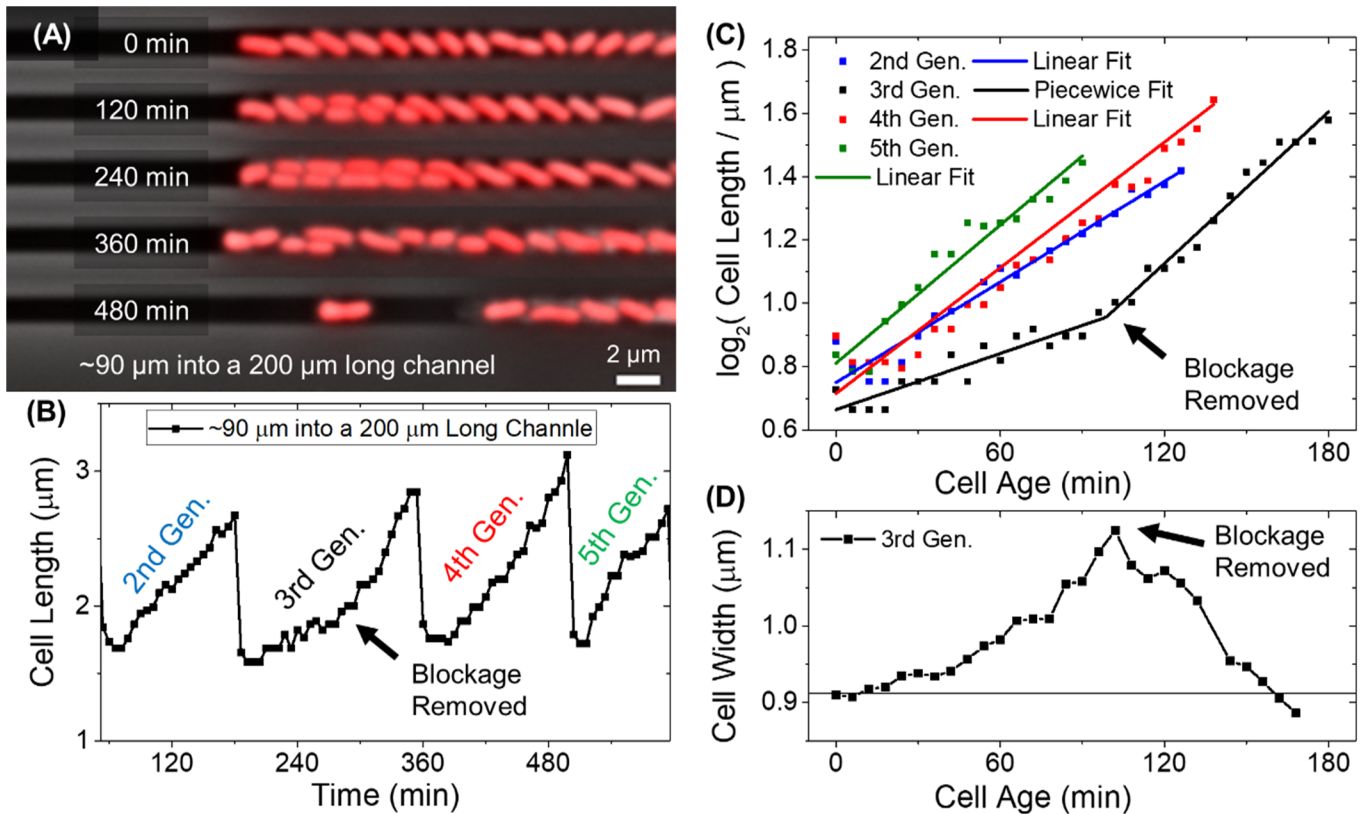 (A)
0 min
120 min
240 min
360 min
480 min
~90 μm into a 200 μm long channel
2 μm
(B)
~90 μm into a 200 μm Long Channle
Cell Length (μm)
3
2
1
2nd Gen.
3rd Gen.
4th Gen.
5th Gen.
Blockage
Removed
120
240
360
480
Time (min)
(C)
log2( Cell Length / μm)
1.8
1.6
1.4
1.2
1.0
0.8
0.6
2nd Gen. Linear Fit
3rd Gen. Piecewice Fit
4th Gen. Linear Fit
5th Gen.
Linear Fit
Blockage
Removed
0
60
120
180
Cell Age (min)
(D)
Cell Width (μm)
1.1
1.0
0.9
3rd Gen.
Blockage
Removed
0
60
120
180
Cell Age (min)